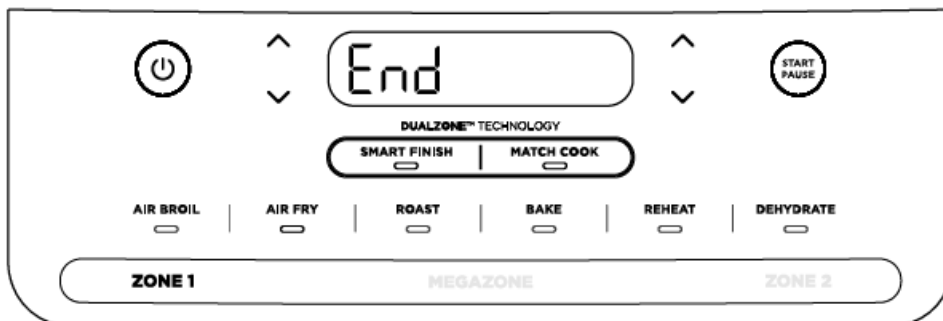 End
START
PAUSE
DUALZONE™ TECHNOLOGY
SMART FINISH MATCH COOK
AIR BROIL AIR FRY ROAST BAKE REHEAT DEHYDRATE
ZONE 1 MEGAZONE ZONE 2